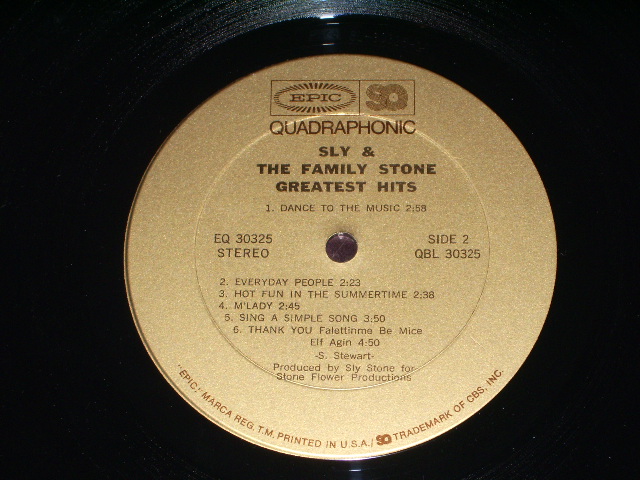 EPIC SQ
QUADRAPHONIC
SLY &
THE FAMILY STONE
GREATEST HITS
1. DANCE TO THE MUSIC 2:58
EQ 30325 SIDE 2
STEREO QBL 30325
2. EVERYDAY PEOPLE 2:23
3. HOT FUN IN THE SUMMERTIME 2:38
4. M'LADY 2:45
5. SING A SIMPLE SONG 3:50
6. THANK YOU Falettinme Be Mice
Elf Agin 4:50
-S. Stewart-
Produced by Sly Stone for
Stone Flower Productions
"EPIC," MARCA REG. T.M. PRINTED IN U.S.A./ SQ TRADEMARK OF CBS, INC.